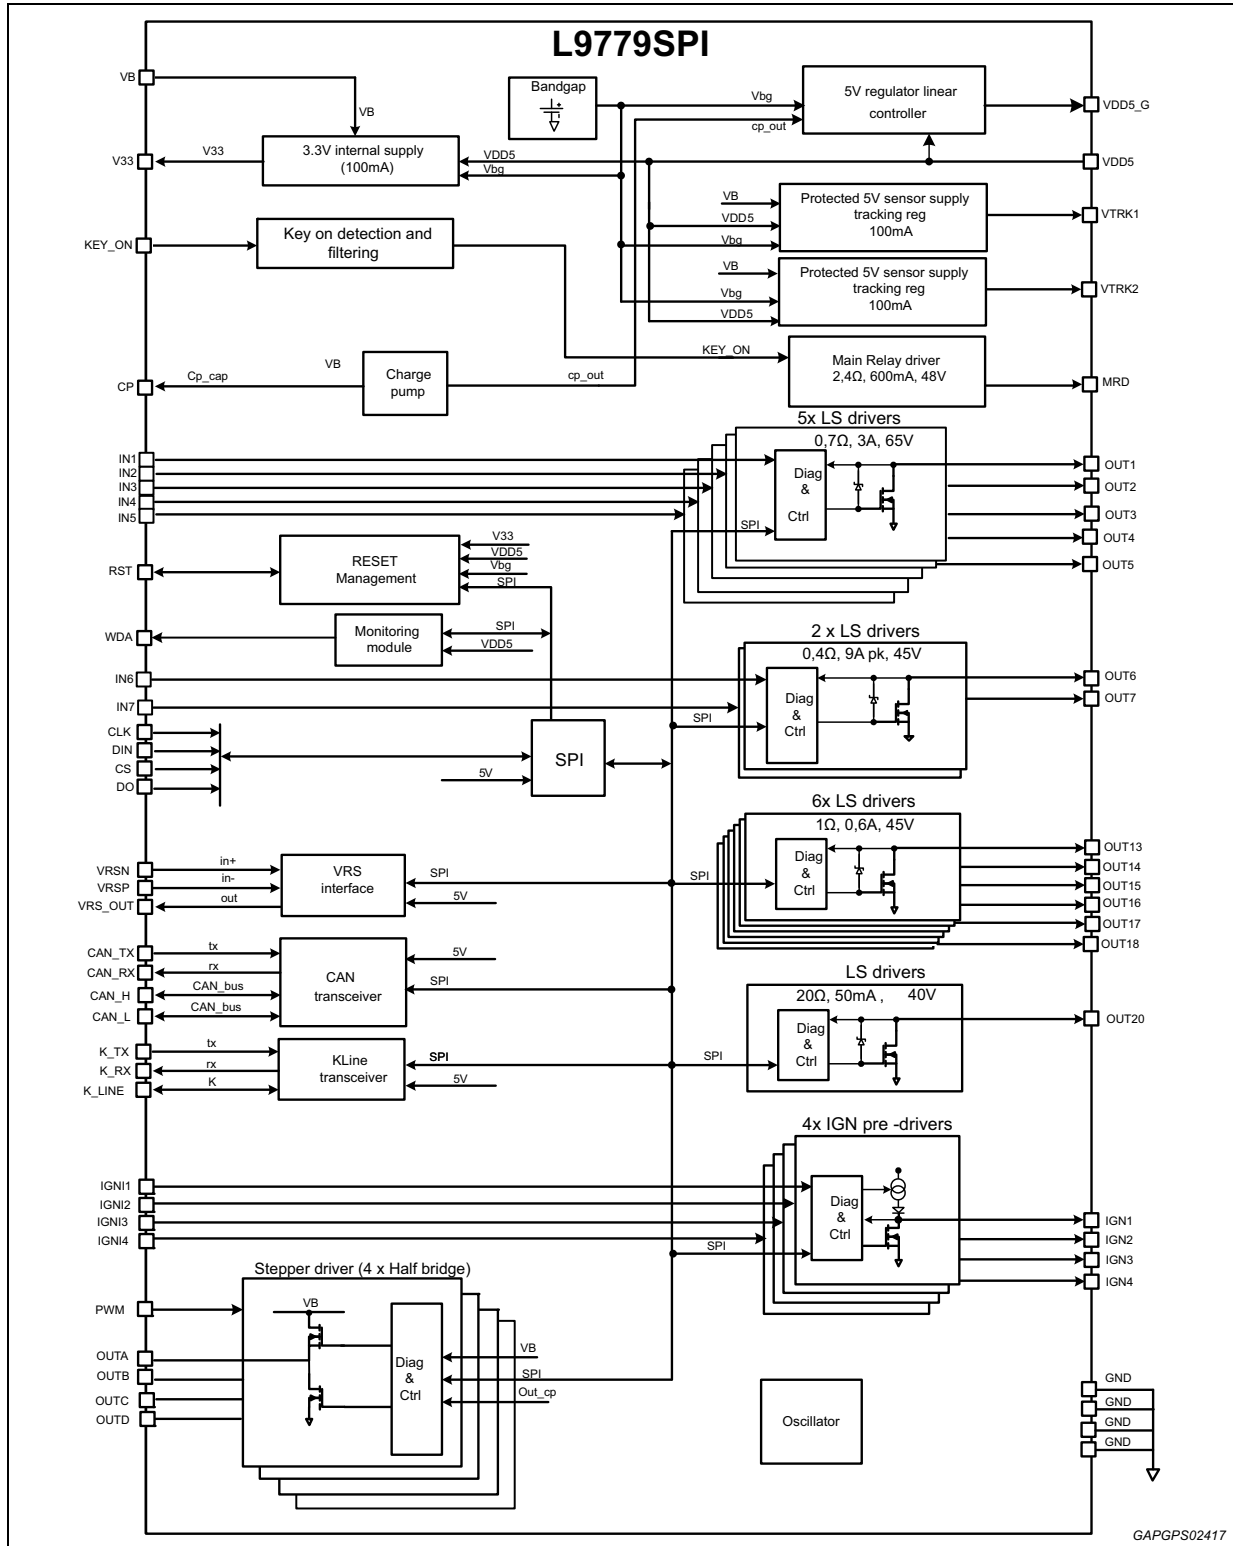 L9779SPI
VB
VB
Bandgap
Vbg
cp_out
5V regulator linear
controller
VDD5_G
V33
V33
3.3V internal supply
(100mA)
VDD5
Vbg
VDD5
VB
VDD5
Vbg
Protected 5V sensor supply
tracking reg
100mA
VTRK1
KEY_ON
Key on detection and
filtering
VB
Vbg
VDD5
Protected 5V sensor supply
tracking reg
100mA
VTRK2
KEY_ON
Main Relay driver
2,4Ω, 600mA, 48V
MRD
CP
Cp_cap
VB
Charge
pump
cp_out
5x LS drivers
0,7Ω, 3A, 65V
IN1
IN2
IN3
IN4
IN5
Diag
&
Ctrl
SPI
OUT1
OUT2
OUT3
OUT4
OUT5
RST
RESET
Management
V33
VDD5
Vbg
SPI
WDA
Monitoring
module
SPI
VDD5
2 x LS drivers
0,4Ω, 9A pk, 45V
IN6
IN7
Diag
&
Ctrl
SPI
OUT6
OUT7
CLK
DIN
CS
DO
5V
SPI
6x LS drivers
1Ω, 0,6A, 45V
Diag
&
Ctrl
SPI
OUT13
OUT14
OUT15
OUT16
OUT17
OUT18
VRSN
VRSP
VRS_OUT
in+
in-
out
VRS
interface
SPI
5V
CAN_TX
CAN_RX
CAN_H
CAN_L
tx
rx
CAN_bus
CAN_bus
CAN
transceiver
5V
SPI
LS drivers
20Ω, 50mA , 40V
Diag
&
Ctrl
SPI
OUT20
K_TX
K_RX
K_LINE
tx
rx
K
KLine
transceiver
SPI
5V
4x IGN pre -drivers
IGNI1
IGNI2
IGNI3
IGNI4
Diag
&
Ctrl
SPI
IGN1
IGN2
IGN3
IGN4
Stepper driver (4 x Half bridge)
PWM
OUTA
OUTB
OUTC
OUTD
VB
Diag
&
Ctrl
VB
SPI
Out_cp
Oscillator
GND
GND
GND
GND
GAPGPS02417